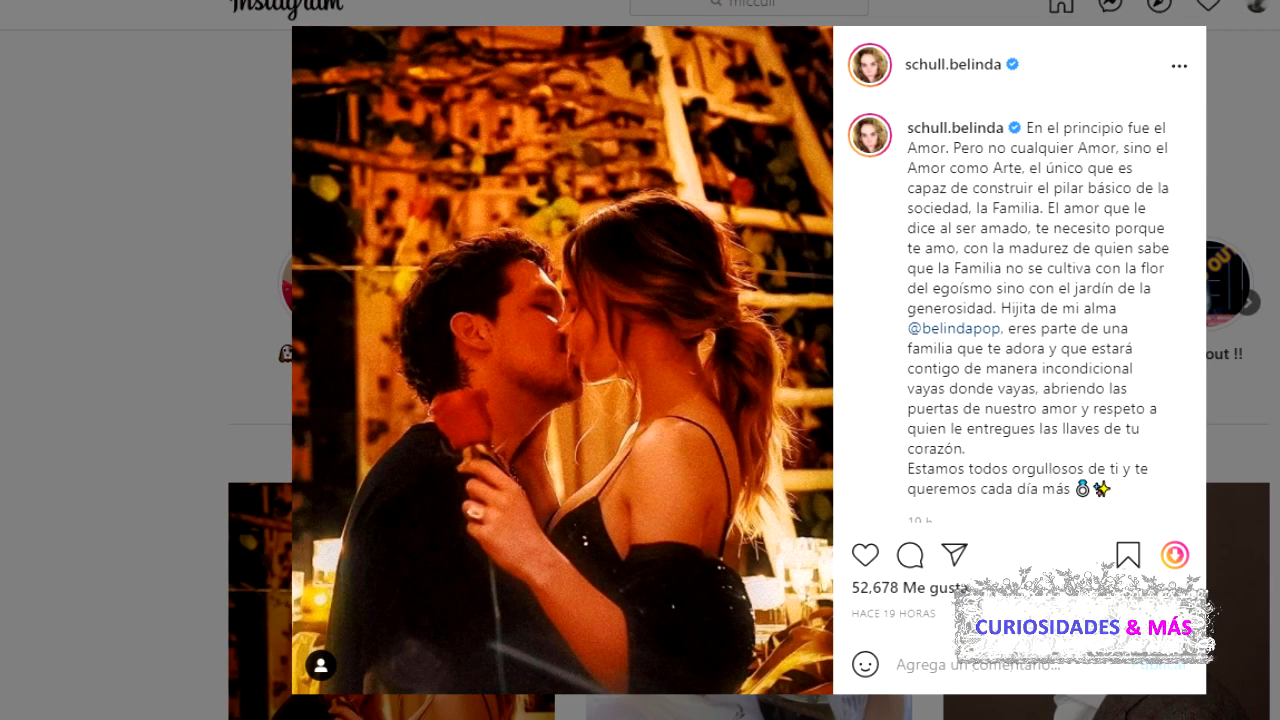 Instagram
miccull
schull.belinda
schull.belinda En el principio fue el
Amor. Pero no cualquier Amor, sino el
Amor como Arte, el único que es
capaz de construir el pilar básico de la
sociedad, la Familia. El amor que le
dice al ser amado, te necesito porque
te amo, con la madurez de quien sabe
que la Familia no se cultiva con la flor
del egoísmo sino con el jardín de la
generosidad. Hijita de mi alma
@belindapop, eres parte de una
familia que te adora y que estará
contigo de manera incondicional
vayas donde vayas, abriendo las
puertas de nuestro amor y respeto a
quien le entregues las llaves de tu
corazón.
Estamos todos orgullosos de ti y te
queremos cada día más 💍✨
19 h
out !!
52,678 Me gusta
HACE 19 HORAS
CURIOSIDADES & MÁS
Agrega un comentario...
Publicar